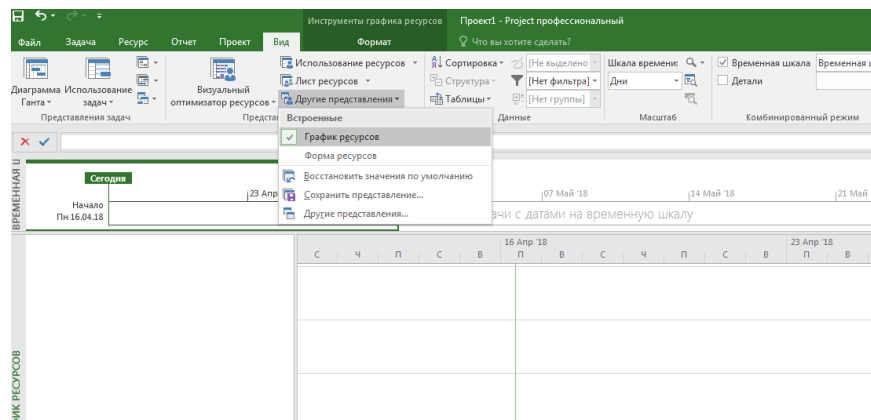 Инструменты графика ресурсов Проект1 - Project профессиональный
Файл Задача Ресурс Отчет Проект Вид Формат Что вы хотите сделать?
Диаграмма Ганта
Использование задач
Представления задач
Визуальный оптимизатор ресурсов
Использование ресурсов
Лист ресурсов
Другие представления
Сортировка
Структура
Таблицы
[Не выделено
[Нет фильтра]
[Нет группы]
Данные
Шкала времени:
Дни
Масштаб
Временная шкала Временная
Детали
Комбинированный режим
Встроенные
График ресурсов
Форма ресурсов
Восстановить значения по умолчанию
Сохранить представление...
Другие представления...
Сегодня
Начало
Пн 16.04.18
23 Апр
07 Май '18 14 Май '18 21 Май
с датами на временную шкалу
16 Апр '18 23 Апр '18
С Ч П С В П В С Ч П С В П В
РЕСУРСОВ